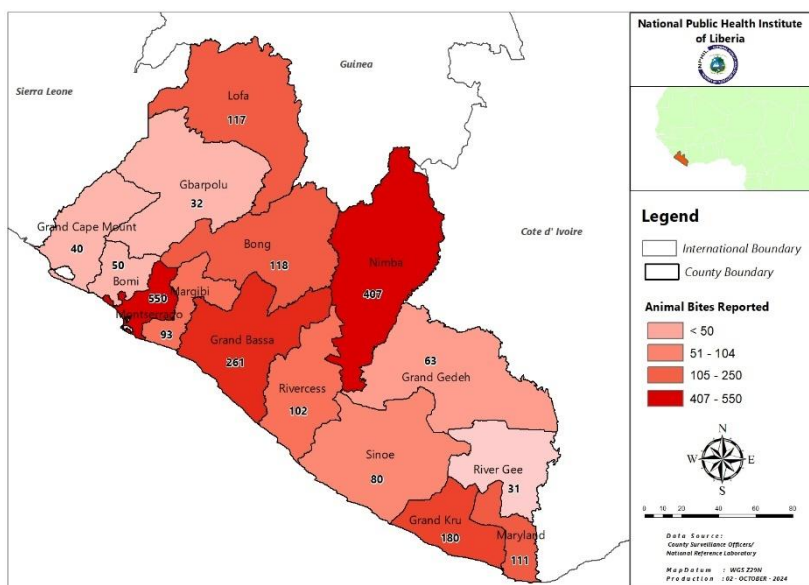 National Public Health Institute
of Liberia
Guinea
Sierra Leone
Lofa
117
Gbarpolu
32
Grand Cape Mount
40
Bong
118
Nimba
407
Cote d' Ivoire
50
Bomi
550
Margibi
Montserrado
93
Grand Bassa
261
63
Grand Gedeh
Rivercess
102
Sinoe
80
River Gee
31
Grand Kru
180
Maryland
111
Legend
International Boundary
County Boundary
Animal Bites Reported
< 50
51 - 104
105 - 250
407 - 550
N
W E
S
0 5 10 20 40 60 80
Data Source:
County Surveillance Officers/
National Reference Laboratory
MapDatum : WGS Z29N
Production : 02 - OCTOBER - 2024